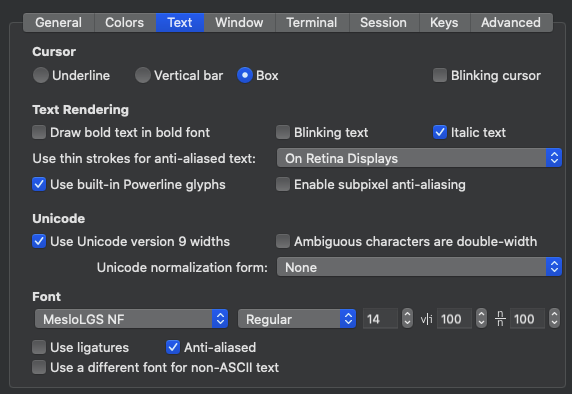 General Colors Text Window Terminal Session Keys Advanced
Cursor
Underline Vertical bar Box Blinking cursor
Text Rendering
Draw bold text in bold font Blinking text Italic text
Use thin strokes for anti-aliased text: On Retina Displays
Use built-in Powerline glyphs Enable subpixel anti-aliasing
Unicode
Use Unicode version 9 widths Ambiguous characters are double-width
Unicode normalization form: None
Font
MesloLGS NF Regular 14 v|i 100 n/n 100
Use ligatures Anti-aliased
Use a different font for non-ASCII text